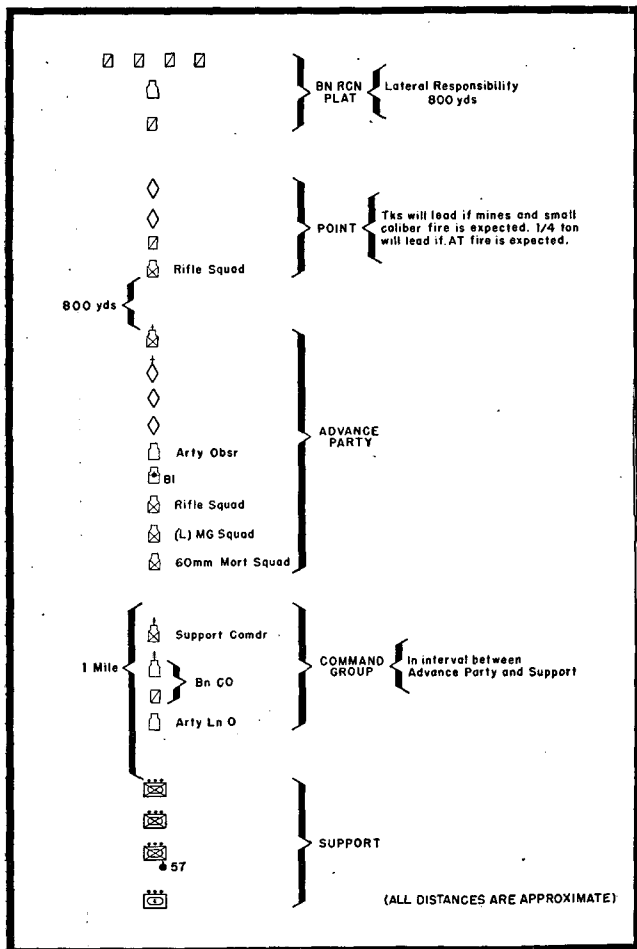 BN RCN
PLAT
Lateral Responsibility
800 yds
POINT
Tks will lead if mines and small
caliber fire is expected. 1/4 ton
will lead if AT fire is expected.
Rifle Squad
800 yds
ADVANCE
PARTY
Arty Obsr
81
Rifle Squad
(L) MG Squad
60mm Mort Squad
1 Mile
Support Comdr
Bn CO
Arty Ln O
COMMAND
GROUP
In interval between
Advance Party and Support
SUPPORT
57
(ALL DISTANCES ARE APPROXIMATE)